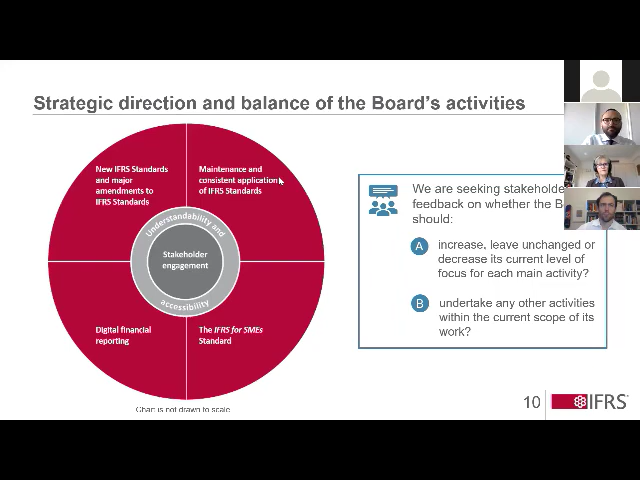 Strategic direction and balance of the Board's activities
New IFRS Standards
and major
amendments to
IFRS Standards
Maintenance and
consistent application
of IFRS Standards
Understandability and
Stakeholder
engagement
accessibility
Digital financial
reporting
The IFRS for SMEs
Standard
Chart is not drawn to scale
We are seeking
feedback on whether the
should:
A
increase, leave unchanged or
decrease its current level of
focus for each main activity?
B
undertake any other activities
within the current scope of its
work?
10
IFRS